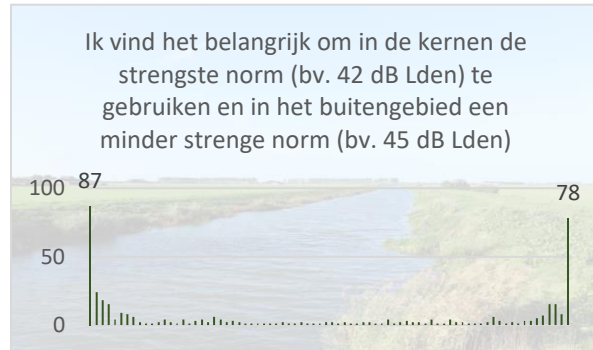 Ik vind het belangrijk om in de kernen de
strengste norm (bv. 42 dB Lden) te
gebruiken en in het buitengebied een
minder strenge norm (bv. 45 dB Lden)
100
87
78
50
0